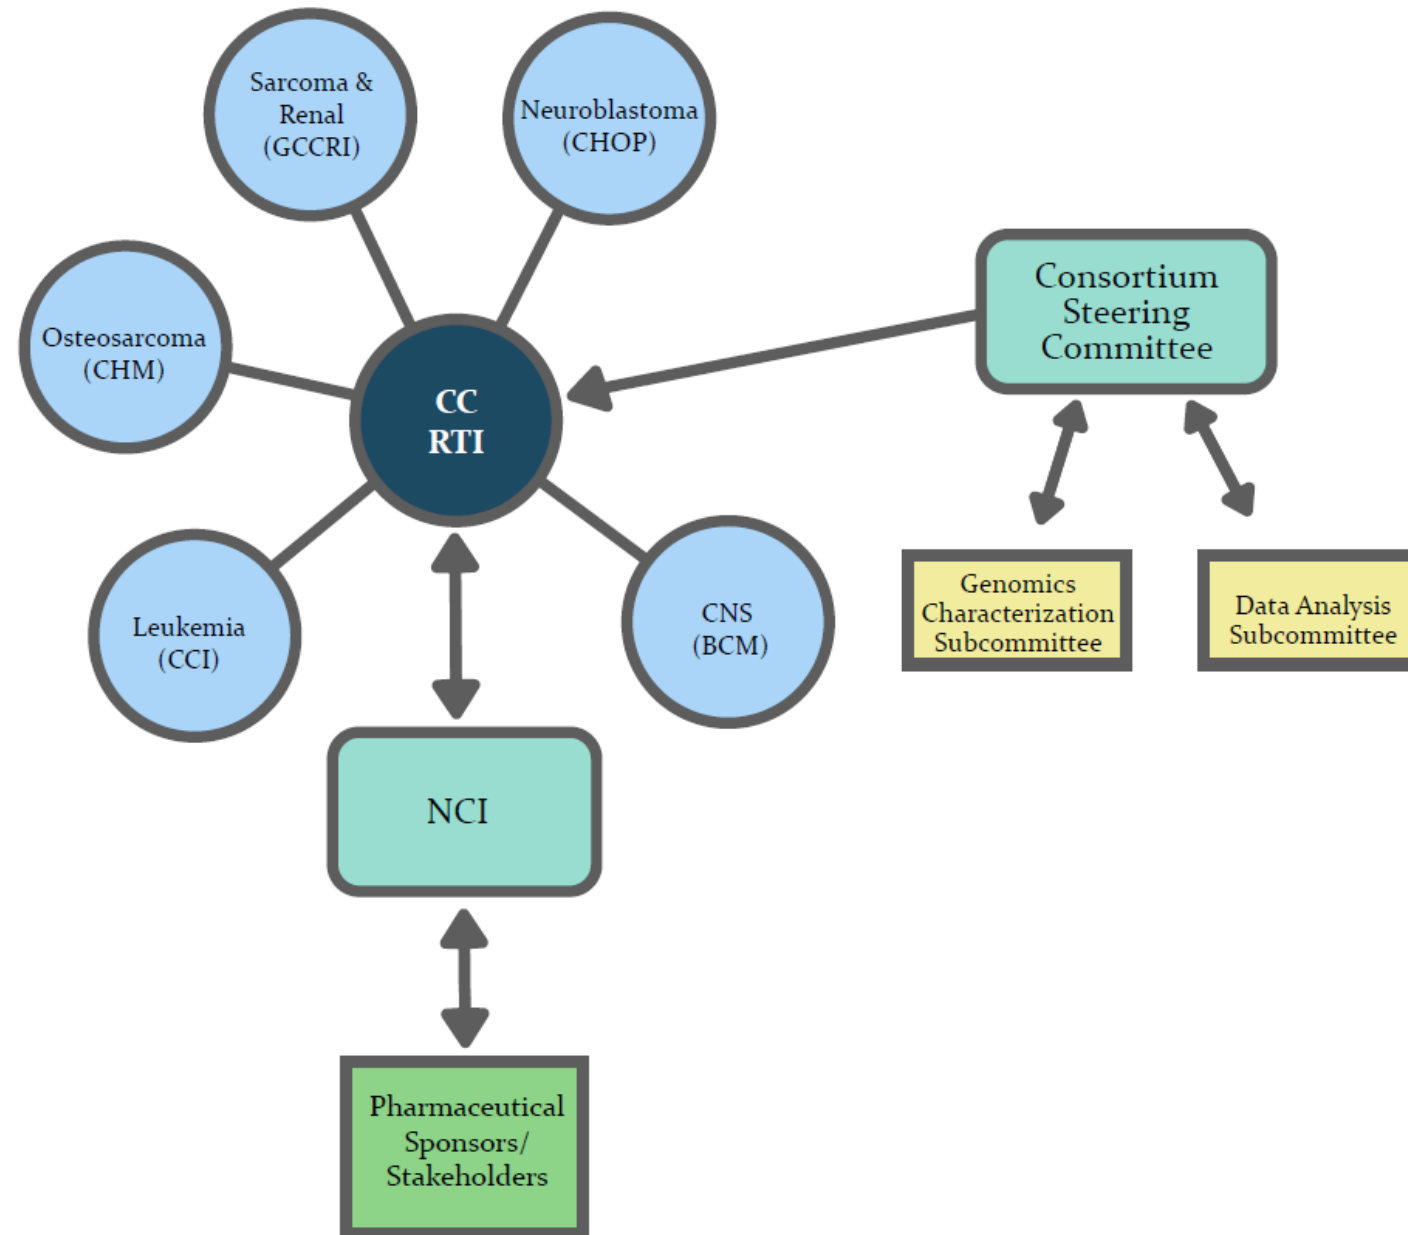 Sarcoma &
Renal
(GCCRI)
Neuroblastoma
(CHOP)
Consortium
Steering
Committee
Osteosarcoma
(CHM)
CC
RTI
Genomics
Characterization
Subcommittee
Data Analysis
Subcommittee
Leukemia
(CCI)
CNS
(BCM)
NCI
Pharmaceutical
Sponsors/
Stakeholders